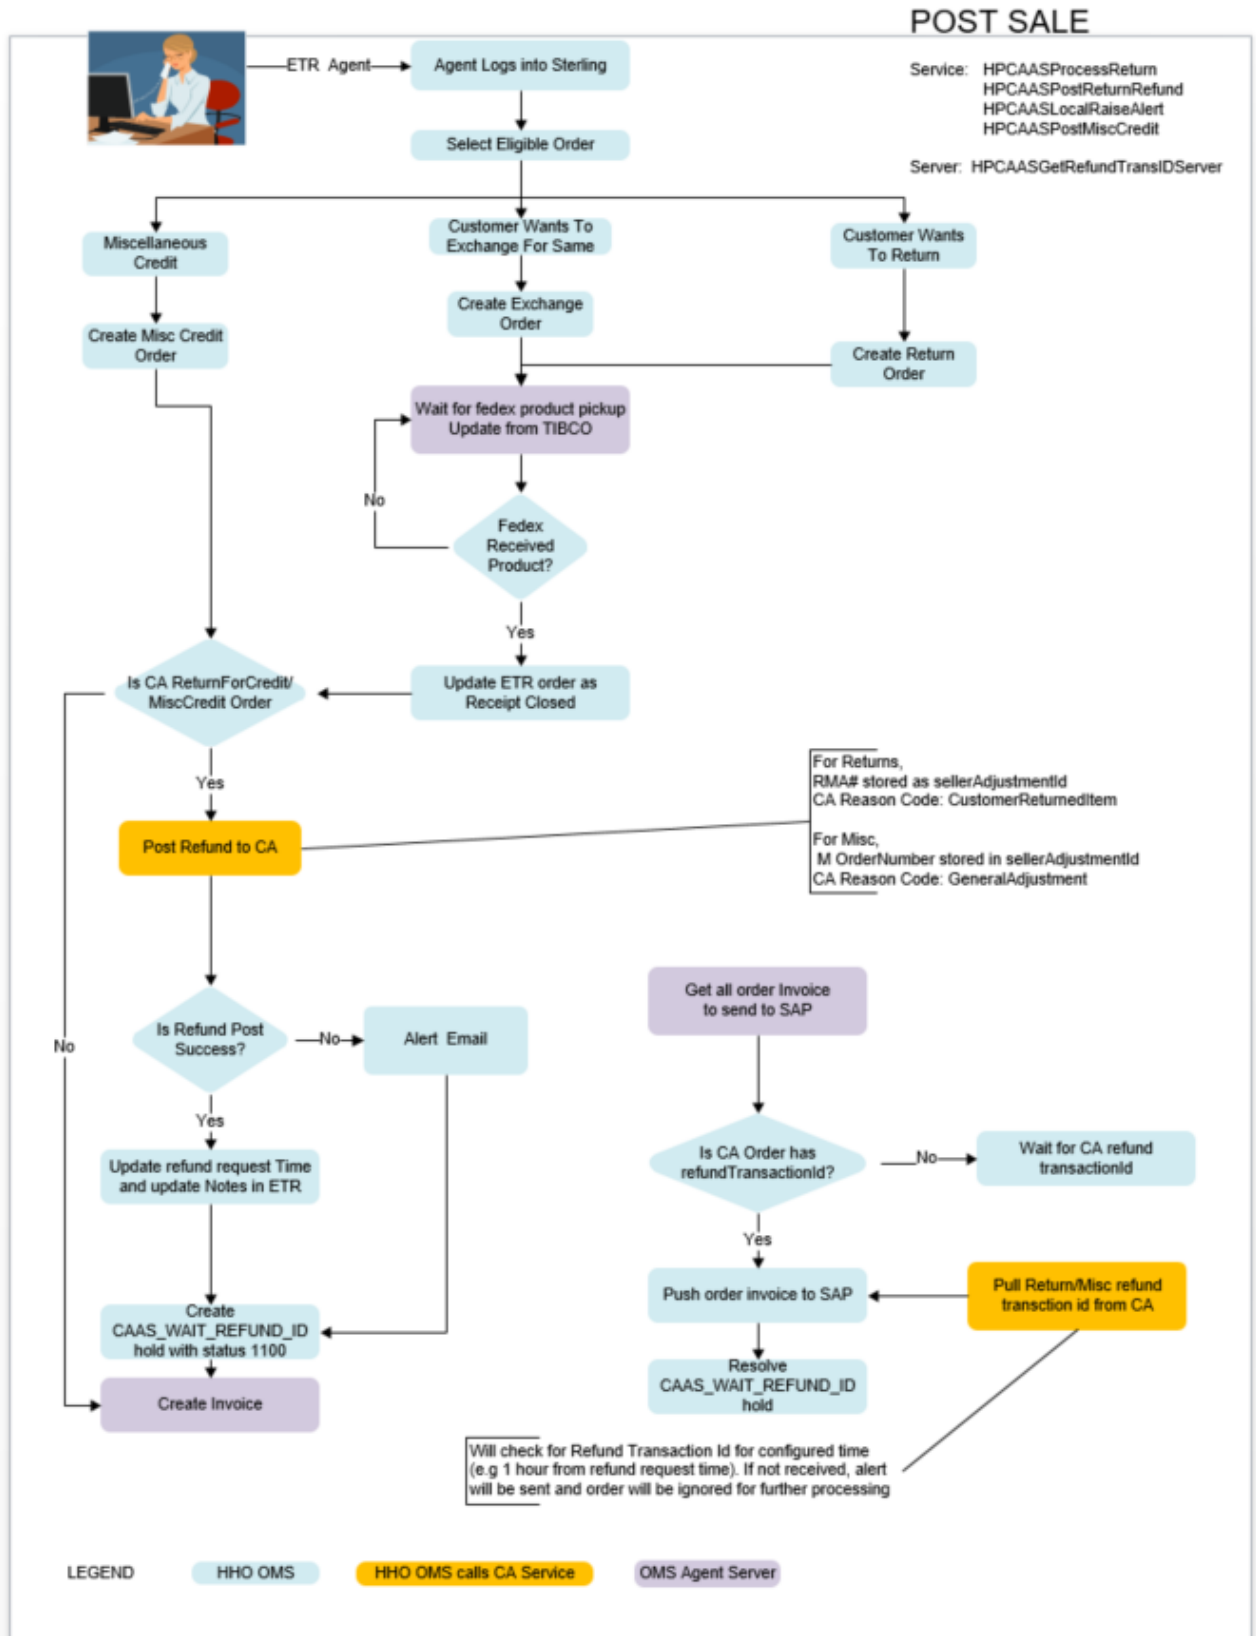 POST SALE
ETR Agent
Agent Logs into Sterling
Service: HPCAASProcessReturn
HPCAASPostReturnRefund
HPCAASLocalRaiseAlert
HPCAASPostMiscCredit
Select Eligible Order
Server: HPCAASGetRefundTransIDServer
Miscellaneous
Credit
Customer Wants To
Exchange For Same
Customer Wants
To Return
Create Misc Credit
Order
Create Exchange
Order
Create Return
Order
Wait for fedex product pickup
Update from TIBCO
No
Fedex
Received
Product?
Yes
Is CA ReturnForCredit/
MiscCredit Order
Update ETR order as
Receipt Closed
Yes
Post Refund to CA
For Returns,
RMA# stored as sellerAdjustmentId
CA Reason Code: CustomerReturnedItem
For Misc,
M OrderNumber stored in sellerAdjustmentId
CA Reason Code: GeneralAdjustment
Get all order Invoice
to send to SAP
No
Is Refund Post
Success?
No
Alert Email
Yes
Is CA Order has
refundTransactionId?
No
Wait for CA refund
transactionId
Update refund request Time
and update Notes in ETR
Yes
Push order invoice to SAP
Pull Return/Misc refund
transction id from CA
Create
CAAS_WAIT_REFUND_ID
hold with status 1100
Resolve
CAAS_WAIT_REFUND_ID
hold
Create Invoice
Will check for Refund Transaction Id for configured time
(e.g 1 hour from refund request time). If not received, alert
will be sent and order will be ignored for further processing
LEGEND
HHO OMS
HHO OMS calls CA Service
OMS Agent Server